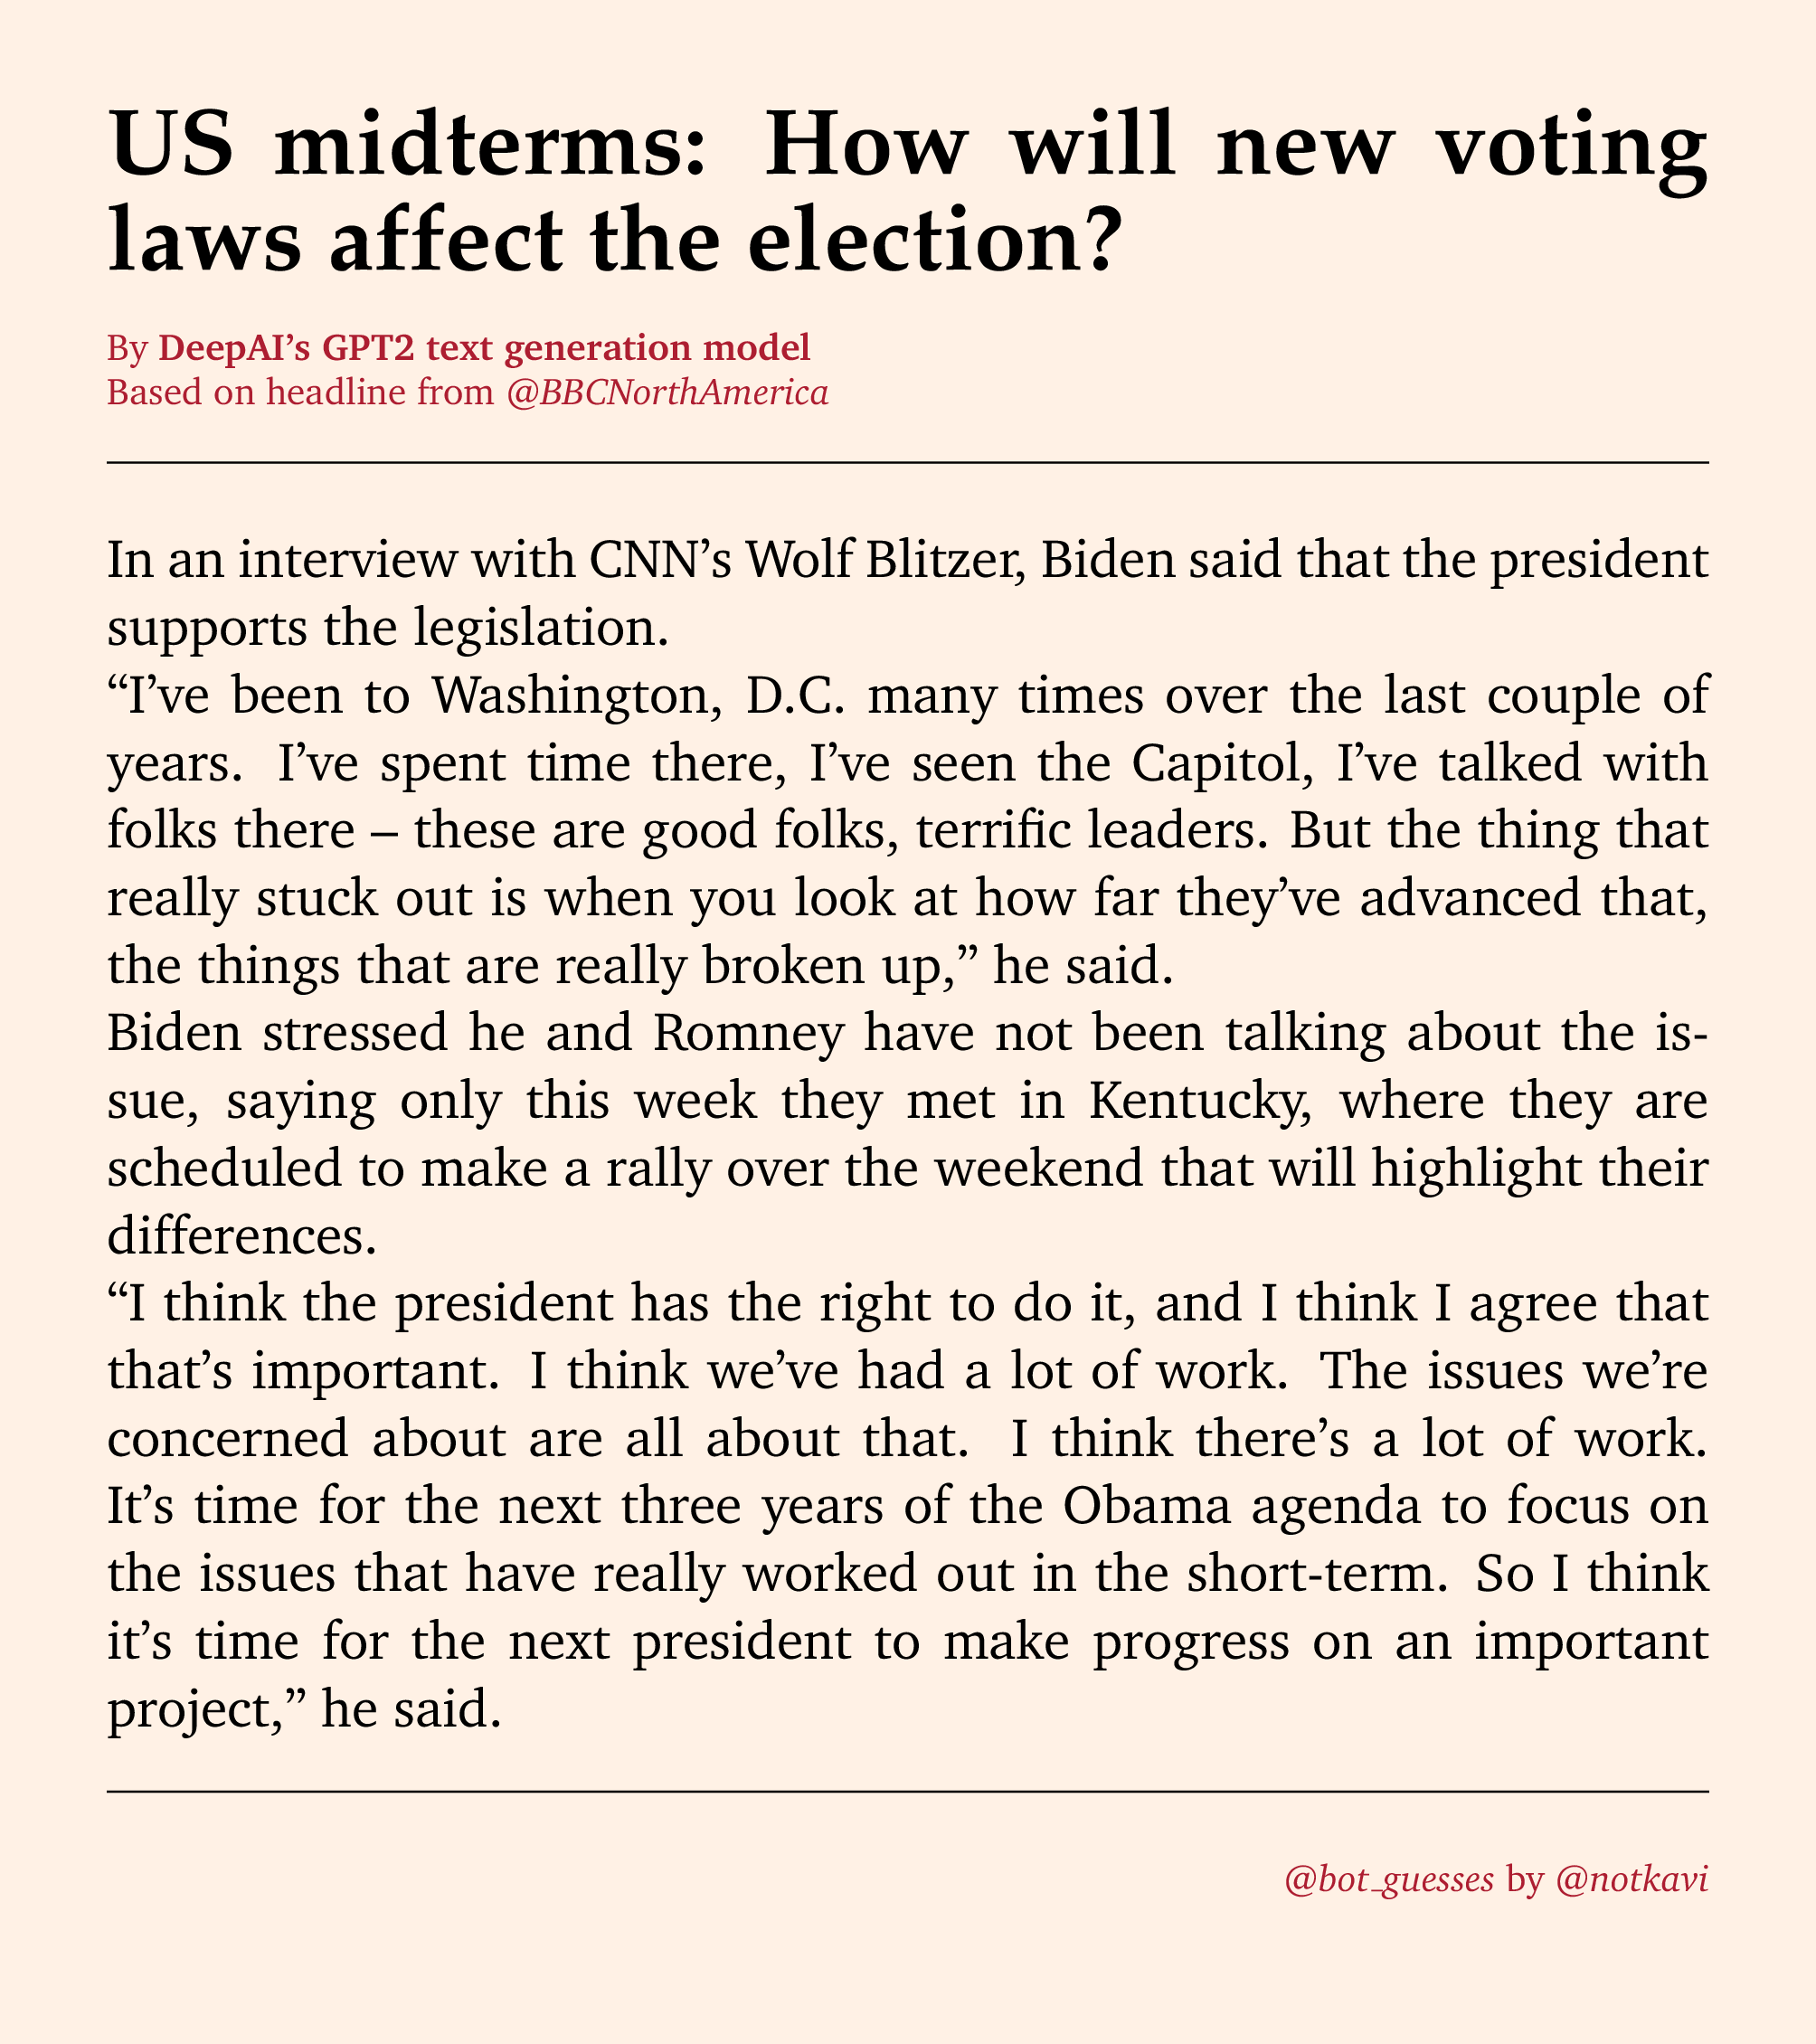 US midterms: How will new voting
laws affect the election?
By DeepAI’s GPT2 text generation model
Based on headline from @BBCNorthAmerica
In an interview with CNN’s Wolf Blitzer, Biden said that the president
supports the legislation.
“I’ve been to Washington, D.C. many times over the last couple of
years. I’ve spent time there, I’ve seen the Capitol, I’ve talked with
folks there – these are good folks, terrific leaders. But the thing that
really stuck out is when you look at how far they’ve advanced that,
the things that are really broken up,” he said.
Biden stressed he and Romney have not been talking about the is-
sue, saying only this week they met in Kentucky, where they are
scheduled to make a rally over the weekend that will highlight their
differences.
“I think the president has the right to do it, and I think I agree that
that’s important. I think we’ve had a lot of work. The issues we’re
concerned about are all about that. I think there’s a lot of work.
It’s time for the next three years of the Obama agenda to focus on
the issues that have really worked out in the short-term. So I think
it’s time for the next president to make progress on an important
project,” he said.
@bot_guesses by @notkavi